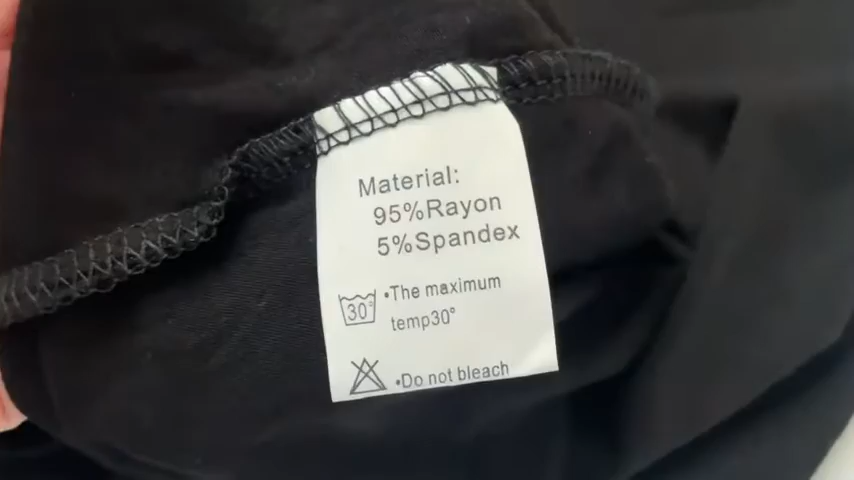 Material:
95%Rayon
5%Spandex
30° •The maximum
temp30°
•Do not bleach